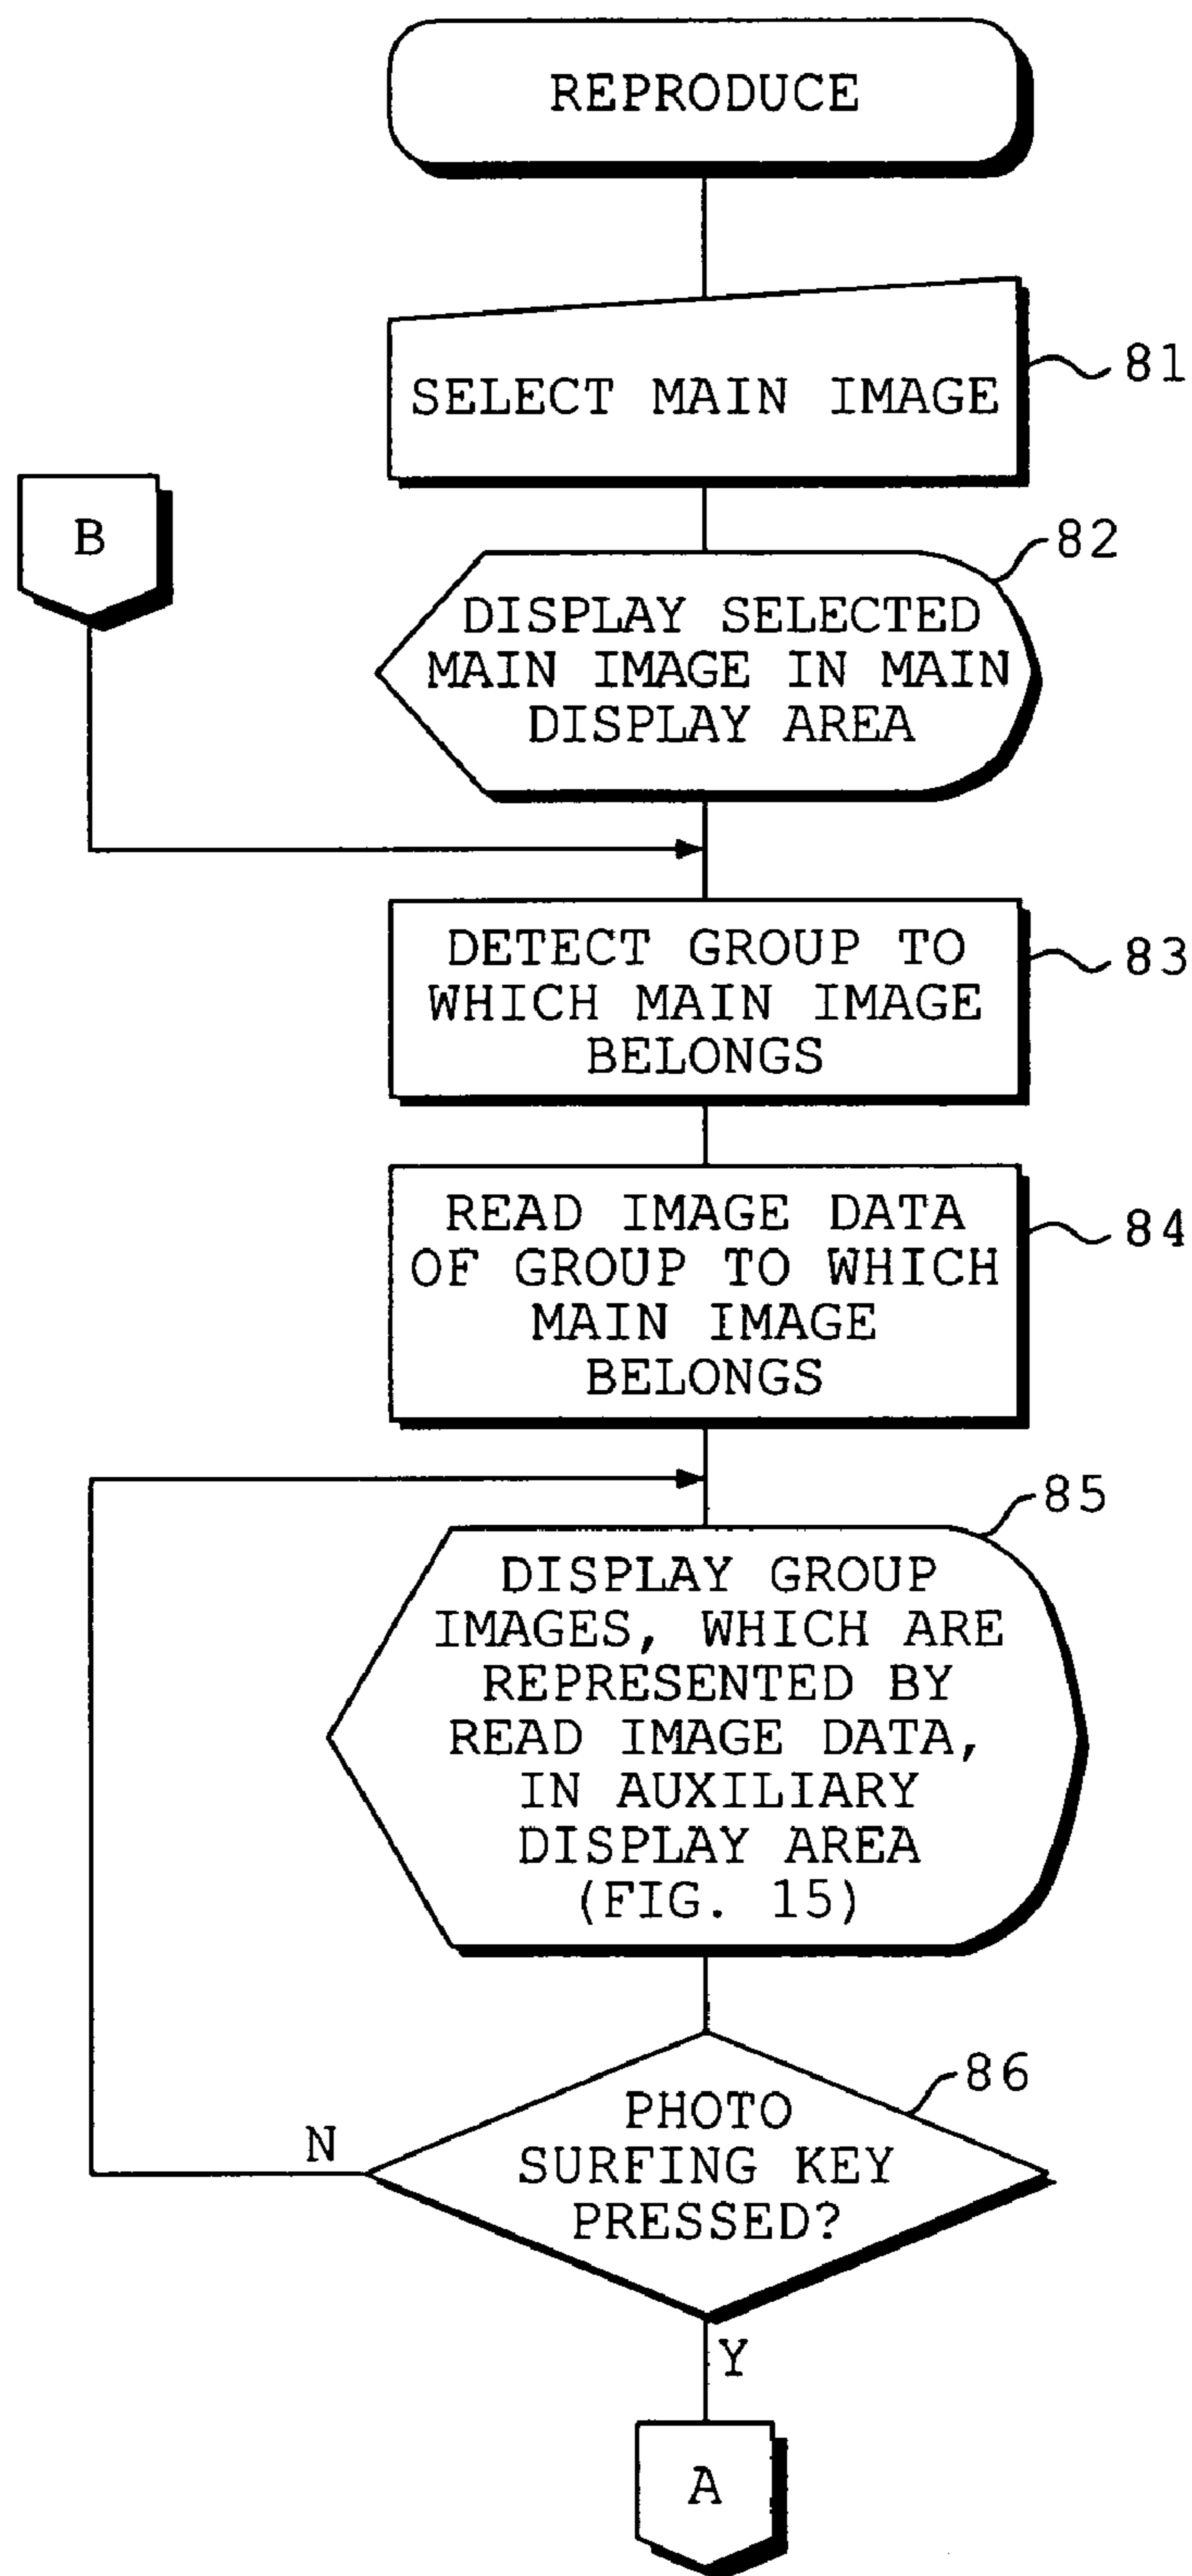 REPRODUCE
SELECT MAIN IMAGE
81
B
82
DISPLAY SELECTED
MAIN IMAGE IN MAIN
DISPLAY AREA
DETECT GROUP TO
WHICH MAIN IMAGE
BELONGS
83
READ IMAGE DATA
OF GROUP TO WHICH
MAIN IMAGE
BELONGS
84
85
DISPLAY GROUP
IMAGES, WHICH ARE
REPRESENTED BY
READ IMAGE DATA,
IN AUXILIARY
DISPLAY AREA
(FIG. 15)
86
PHOTO
SURFING KEY
PRESSED?
N
Y
A